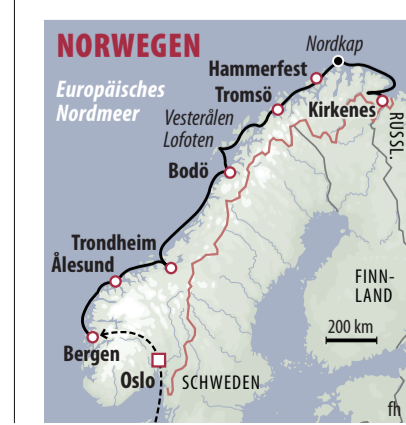 NORWEGEN
Nordkap
Hammerfest
Europäisches
Nordmeer
Tromsö
Kirkenes
Vesterålen
Lofoten
RUSSL.
Bodö
Trondheim
Ålesund
FINN-
LAND
200 km
Bergen
Oslo
SCHWEDEN
fh